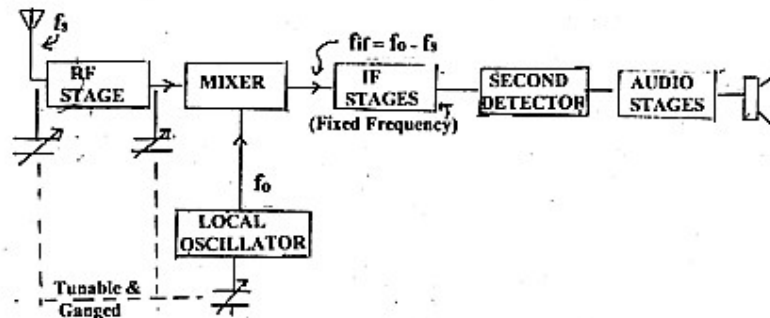 fs
RF
STAGE
MIXER
fif = fo - fs
IF
STAGES
(Fixed Frequency)
SECOND
DETECTOR
AUDIO
STAGES
fo
LOCAL
OSCILLATOR
Tunable &
Ganged